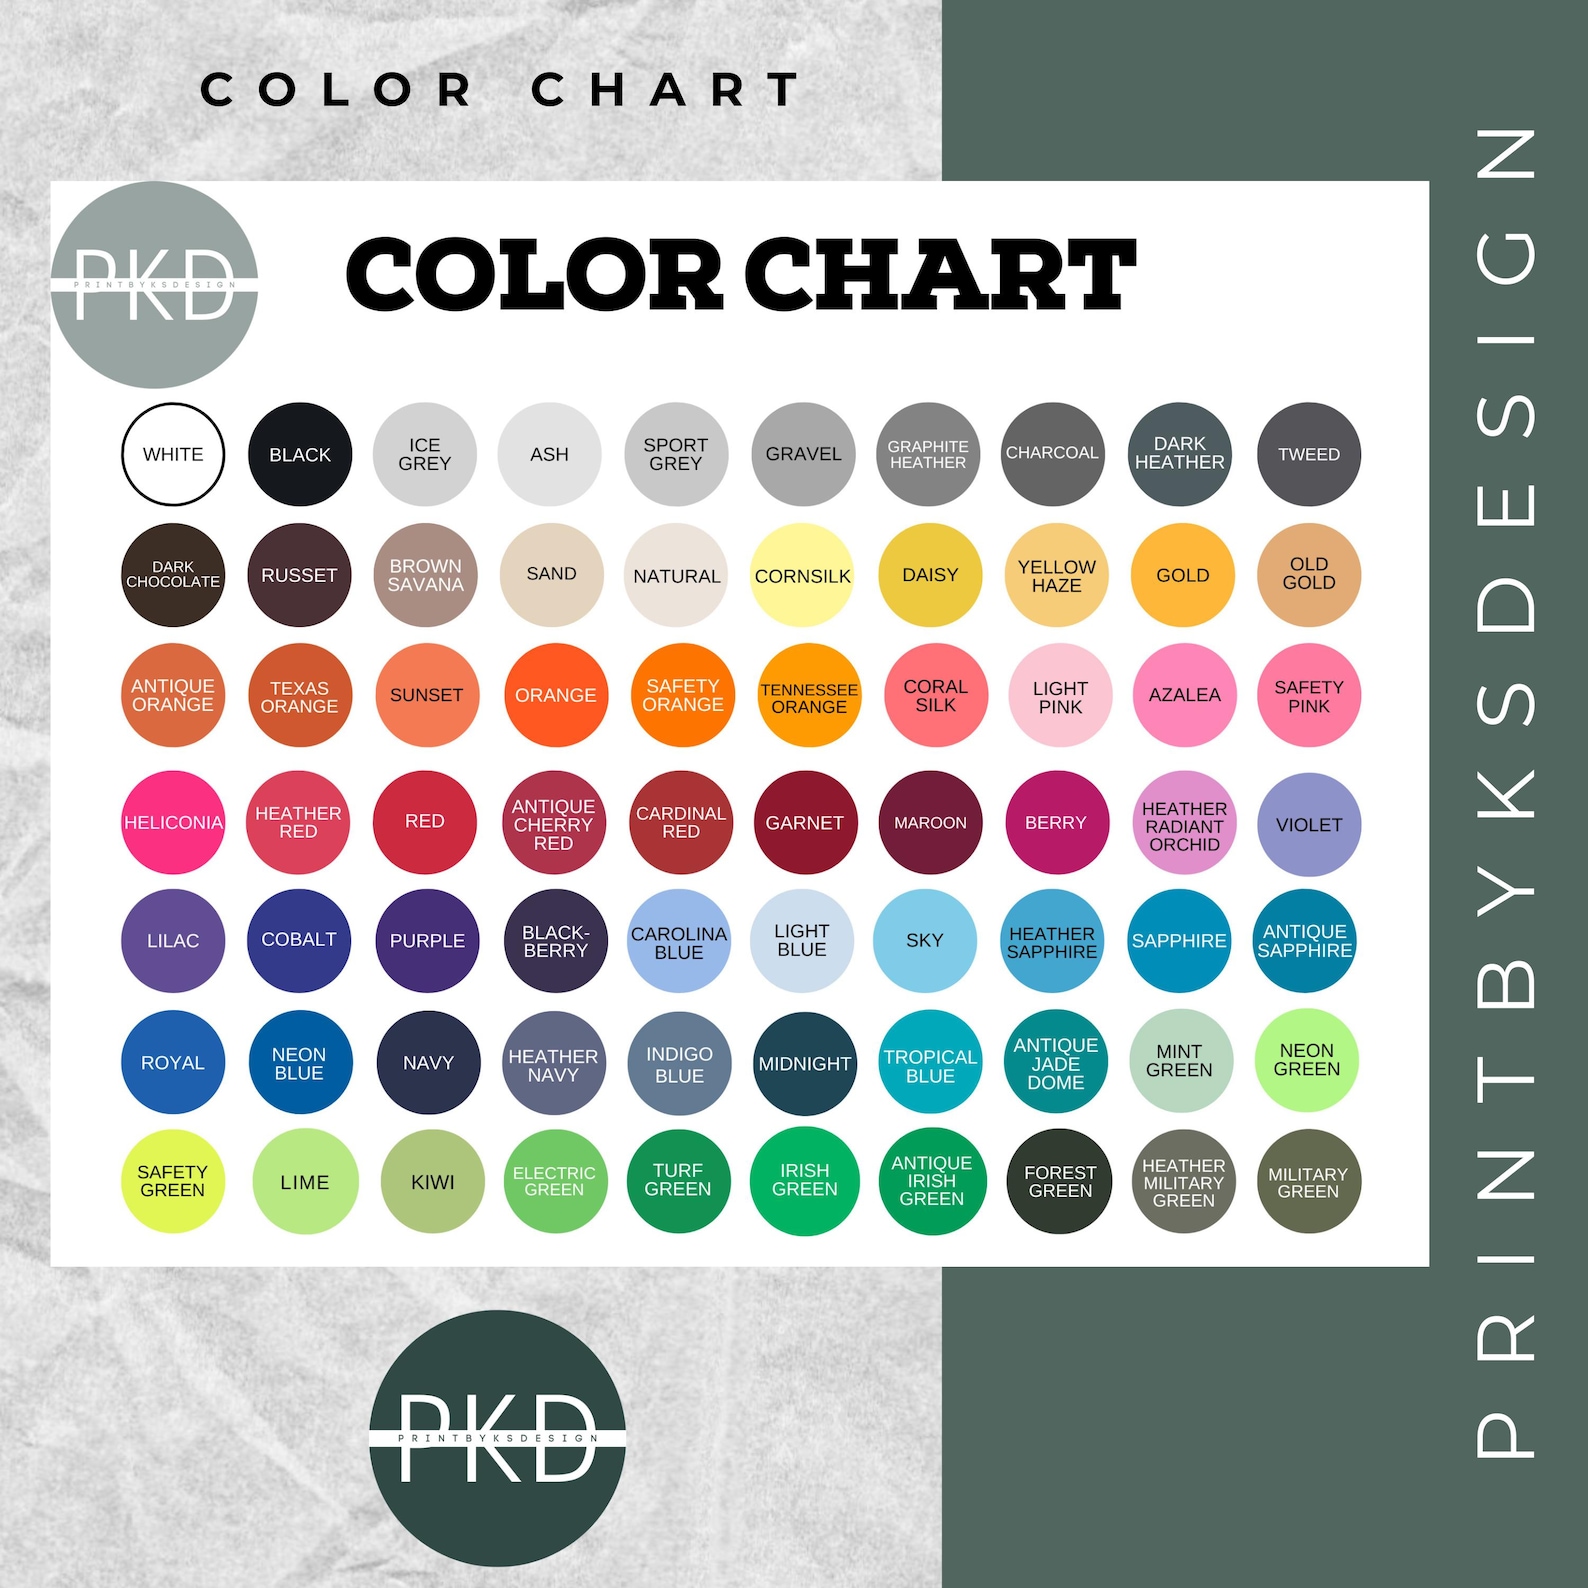 COLOR CHART
PKD
PRINTBYKSDESIGN
COLOR CHART
WHITE
BLACK
ICE
GREY
ASH
SPORT
GREY
GRAVEL
GRAPHITE
HEATHER
CHARCOAL
DARK
HEATHER
TWEED
DARK
CHOCOLATE
RUSSET
BROWN
SAVANA
SAND
NATURAL
CORNSILK
DAISY
YELLOW
HAZE
GOLD
OLD
GOLD
ANTIQUE
ORANGE
TEXAS
ORANGE
SUNSET
ORANGE
SAFETY
ORANGE
TENNESSEE
ORANGE
CORAL
SILK
LIGHT
PINK
AZALEA
SAFETY
PINK
HELICONIA
HEATHER
RED
RED
ANTIQUE
CHERRY
RED
CARDINAL
RED
GARNET
MAROON
BERRY
HEATHER
RADIANT
ORCHID
VIOLET
LILAC
COBALT
PURPLE
BLACK-
BERRY
CAROLINA
BLUE
LIGHT
BLUE
SKY
HEATHER
SAPPHIRE
SAPPHIRE
ANTIQUE
SAPPHIRE
ROYAL
NEON
BLUE
NAVY
HEATHER
NAVY
INDIGO
BLUE
MIDNIGHT
TROPICAL
BLUE
ANTIQUE
JADE
DOME
MINT
GREEN
NEON
GREEN
SAFETY
GREEN
LIME
KIWI
ELECTRIC
GREEN
TURF
GREEN
IRISH
GREEN
ANTIQUE
IRISH
GREEN
FOREST
GREEN
HEATHER
MILITARY
GREEN
MILITARY
GREEN
PKD
PRINTBYKSDESIGN
PRINTBYKSDESIGN